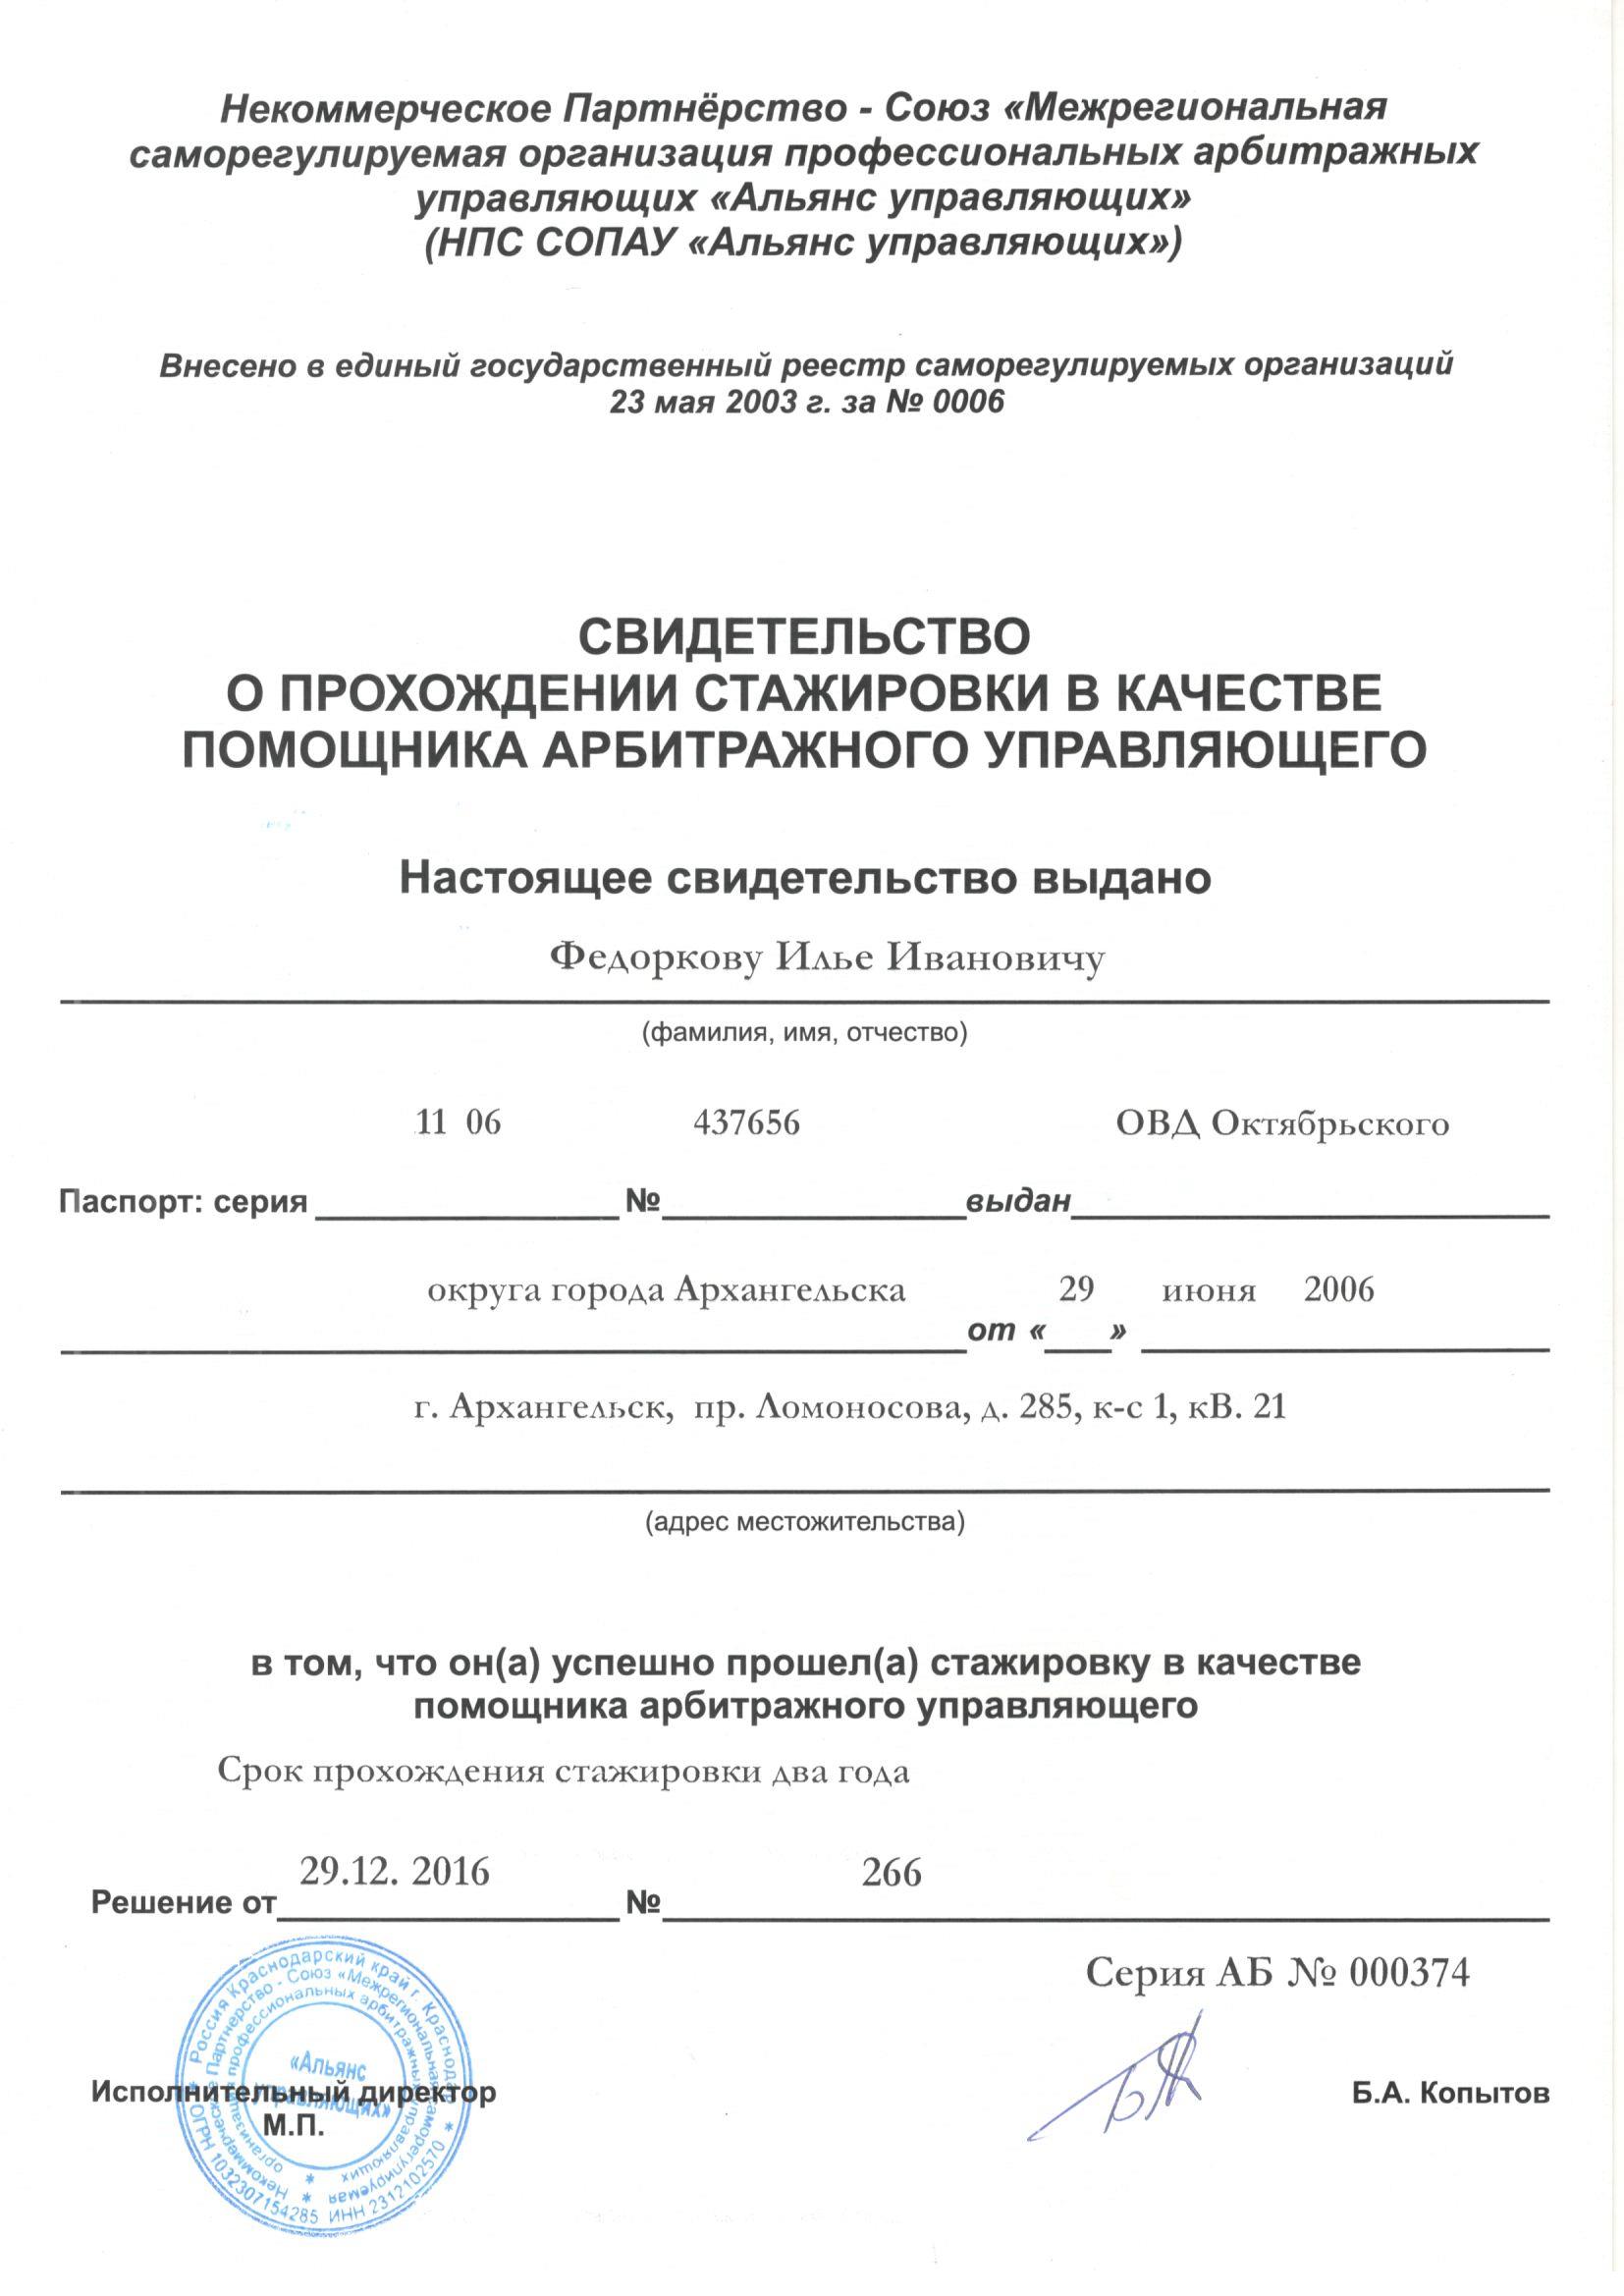 Некоммерческое Партнёрство - Союз «Межрегиональная
саморегулируемая организация профессиональных арбитражных
управляющих «Альянс управляющих»
(НПС СОПАУ «Альянс управляющих»)
Внесено в единый государственный реестр саморегулируемых организаций
23 мая 2003 г. за № 0006
СВИДЕТЕЛЬСТВО
О ПРОХОЖДЕНИИ СТАЖИРОВКИ В КАЧЕСТВЕ
ПОМОЩНИКА АРБИТРАЖНОГО УПРАВЛЯЮЩЕГО
Настоящее свидетельство выдано
Федоркову Илье Ивановичу
(фамилия, имя, отчество)
11 06 437656 ОВД Октябрьского
Паспорт: серия № выдан
округа города Архангельска 29 июня 2006
от « »
г. Архангельск, пр. Ломоносова, д. 285, к-с 1, кВ. 21
(адрес местожительства)
в том, что он(а) успешно прошел(а) стажировку в качестве
помощника арбитражного управляющего
Срок прохождения стажировки два года
29.12. 2016 266
Решение от №
Серия АБ № 000374
Исполнительный директор Б.А. Копытов
М.П.
Россия Краснодарский край г. Краснодар * ИНН 2312102570 ОГРН 1032307154285 *
Некоммерческое Партнерство - Союз «Межрегиональная саморегулируемая *
организация профессиональных арбитражных управляющих *
«Альянс
управляющих»